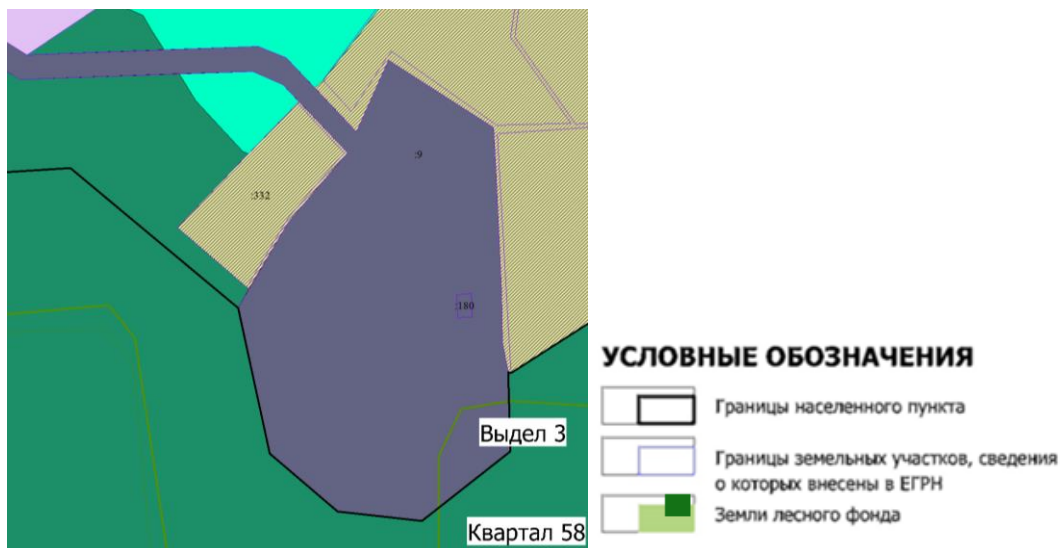 :9
:332
:180
Выдел 3
Квартал 58
УСЛОВНЫЕ ОБОЗНАЧЕНИЯ
Границы населенного пункта
Границы земельных участков, сведения
о которых внесены в ЕГРН
Земли лесного фонда